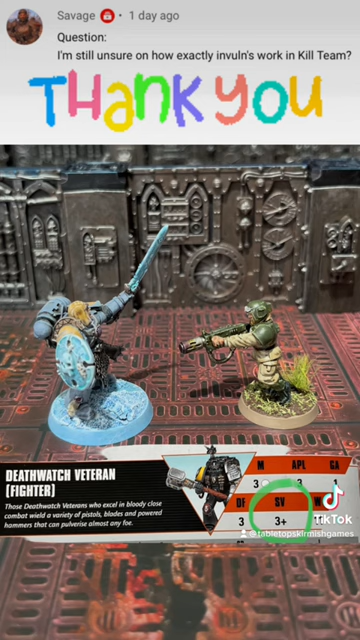 Savage · 1 day ago
Question:
I'm still unsure on how exactly invuln's work in Kill Team?
THANK YOU
DEATHWATCH VETERAN
(FIGHTER)
Those Deathwatch Veterans who excel in bloody close
combat wield a variety of pistols, blades and powered
hammers that can pulverise almost any foe.
M APL GA
3 3 1
DF SV W
3 3+
TikTok
@tabletopskirmishgames